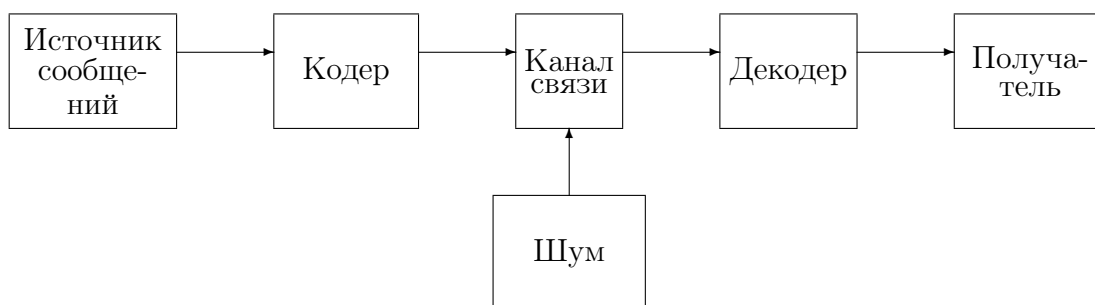 Источник
сообще-
ний
Кодер
Канал
связи
Декодер
Получа-
тель
Шум